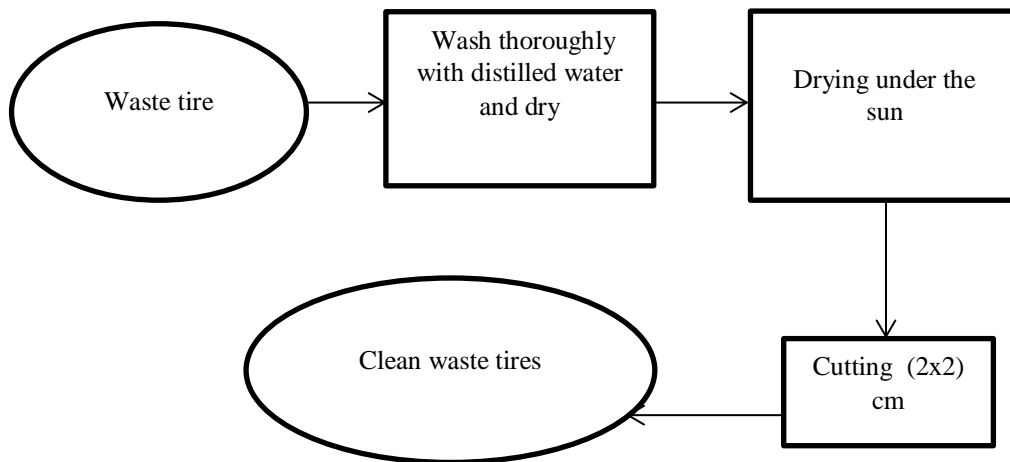 Waste tire
Wash thoroughly
with distilled water
and dry
Drying under the
sun
Cutting  (2x2)
cm
Clean waste tires